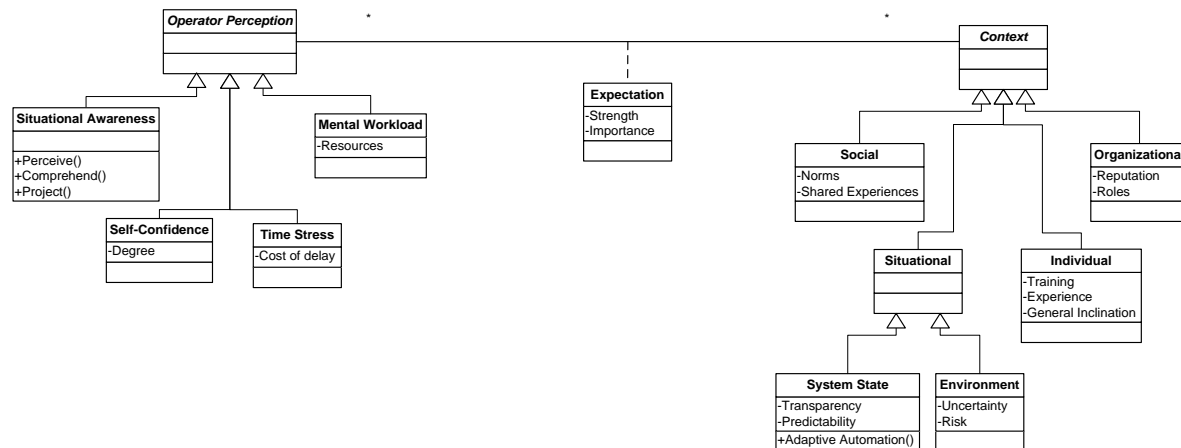 Operator Perception
*
*
Context
Situational Awareness
+Perceive()
+Comprehend()
+Project()
Mental Workload
-Resources
Expectation
-Strength
-Importance
Social
-Norms
-Shared Experiences
Organizational
-Reputation
-Roles
Self-Confidence
-Degree
Time Stress
-Cost of delay
Situational
Individual
-Training
-Experience
-General Inclination
System State
-Transparency
-Predictability
+Adaptive Automation()
Environment
-Uncertainty
-Risk